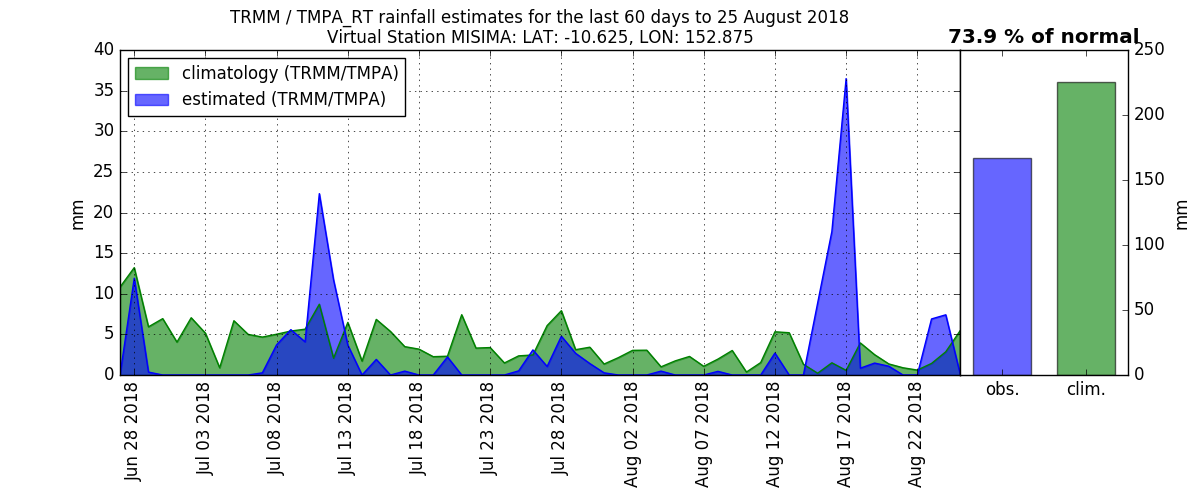 TRMM / TMPA_RT rainfall estimates for the last 60 days to 25 August 2018
Virtual Station MISIMA: LAT: -10.625, LON: 152.875
73.9 % of normal
climatology (TRMM/TMPA)
estimated (TRMM/TMPA)
mm
40
35
30
25
20
15
10
5
0
Jun 28 2018
Jul 03 2018
Jul 08 2018
Jul 13 2018
Jul 18 2018
Jul 23 2018
Jul 28 2018
Aug 02 2018
Aug 07 2018
Aug 12 2018
Aug 17 2018
Aug 22 2018
obs.
clim.
250
200
150
100
50
0
mm